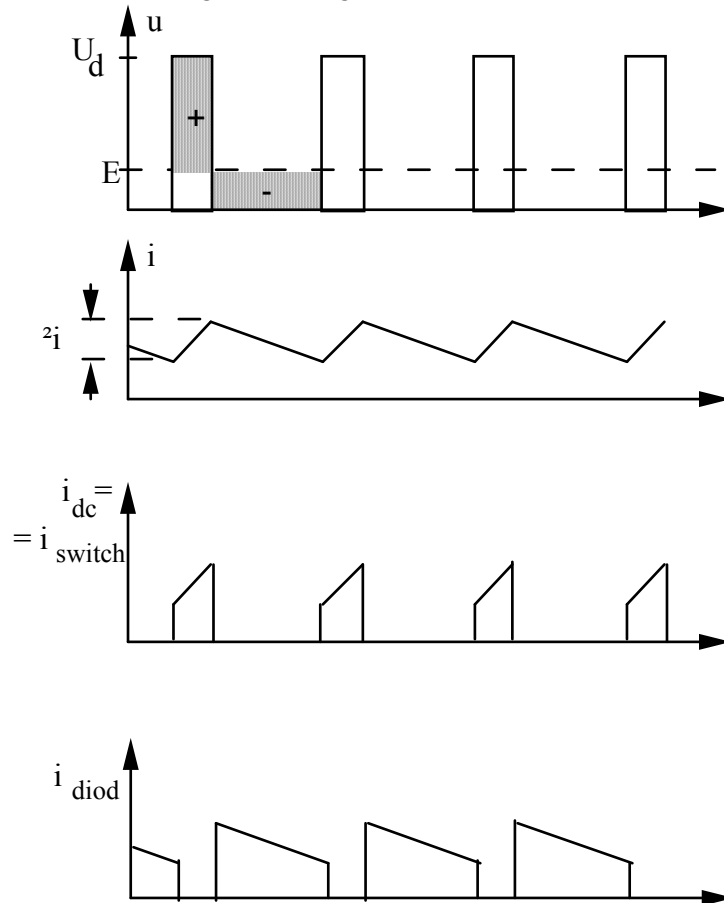 u
U d
+
E
-
i
²i
i dc =
= i switch
i diod